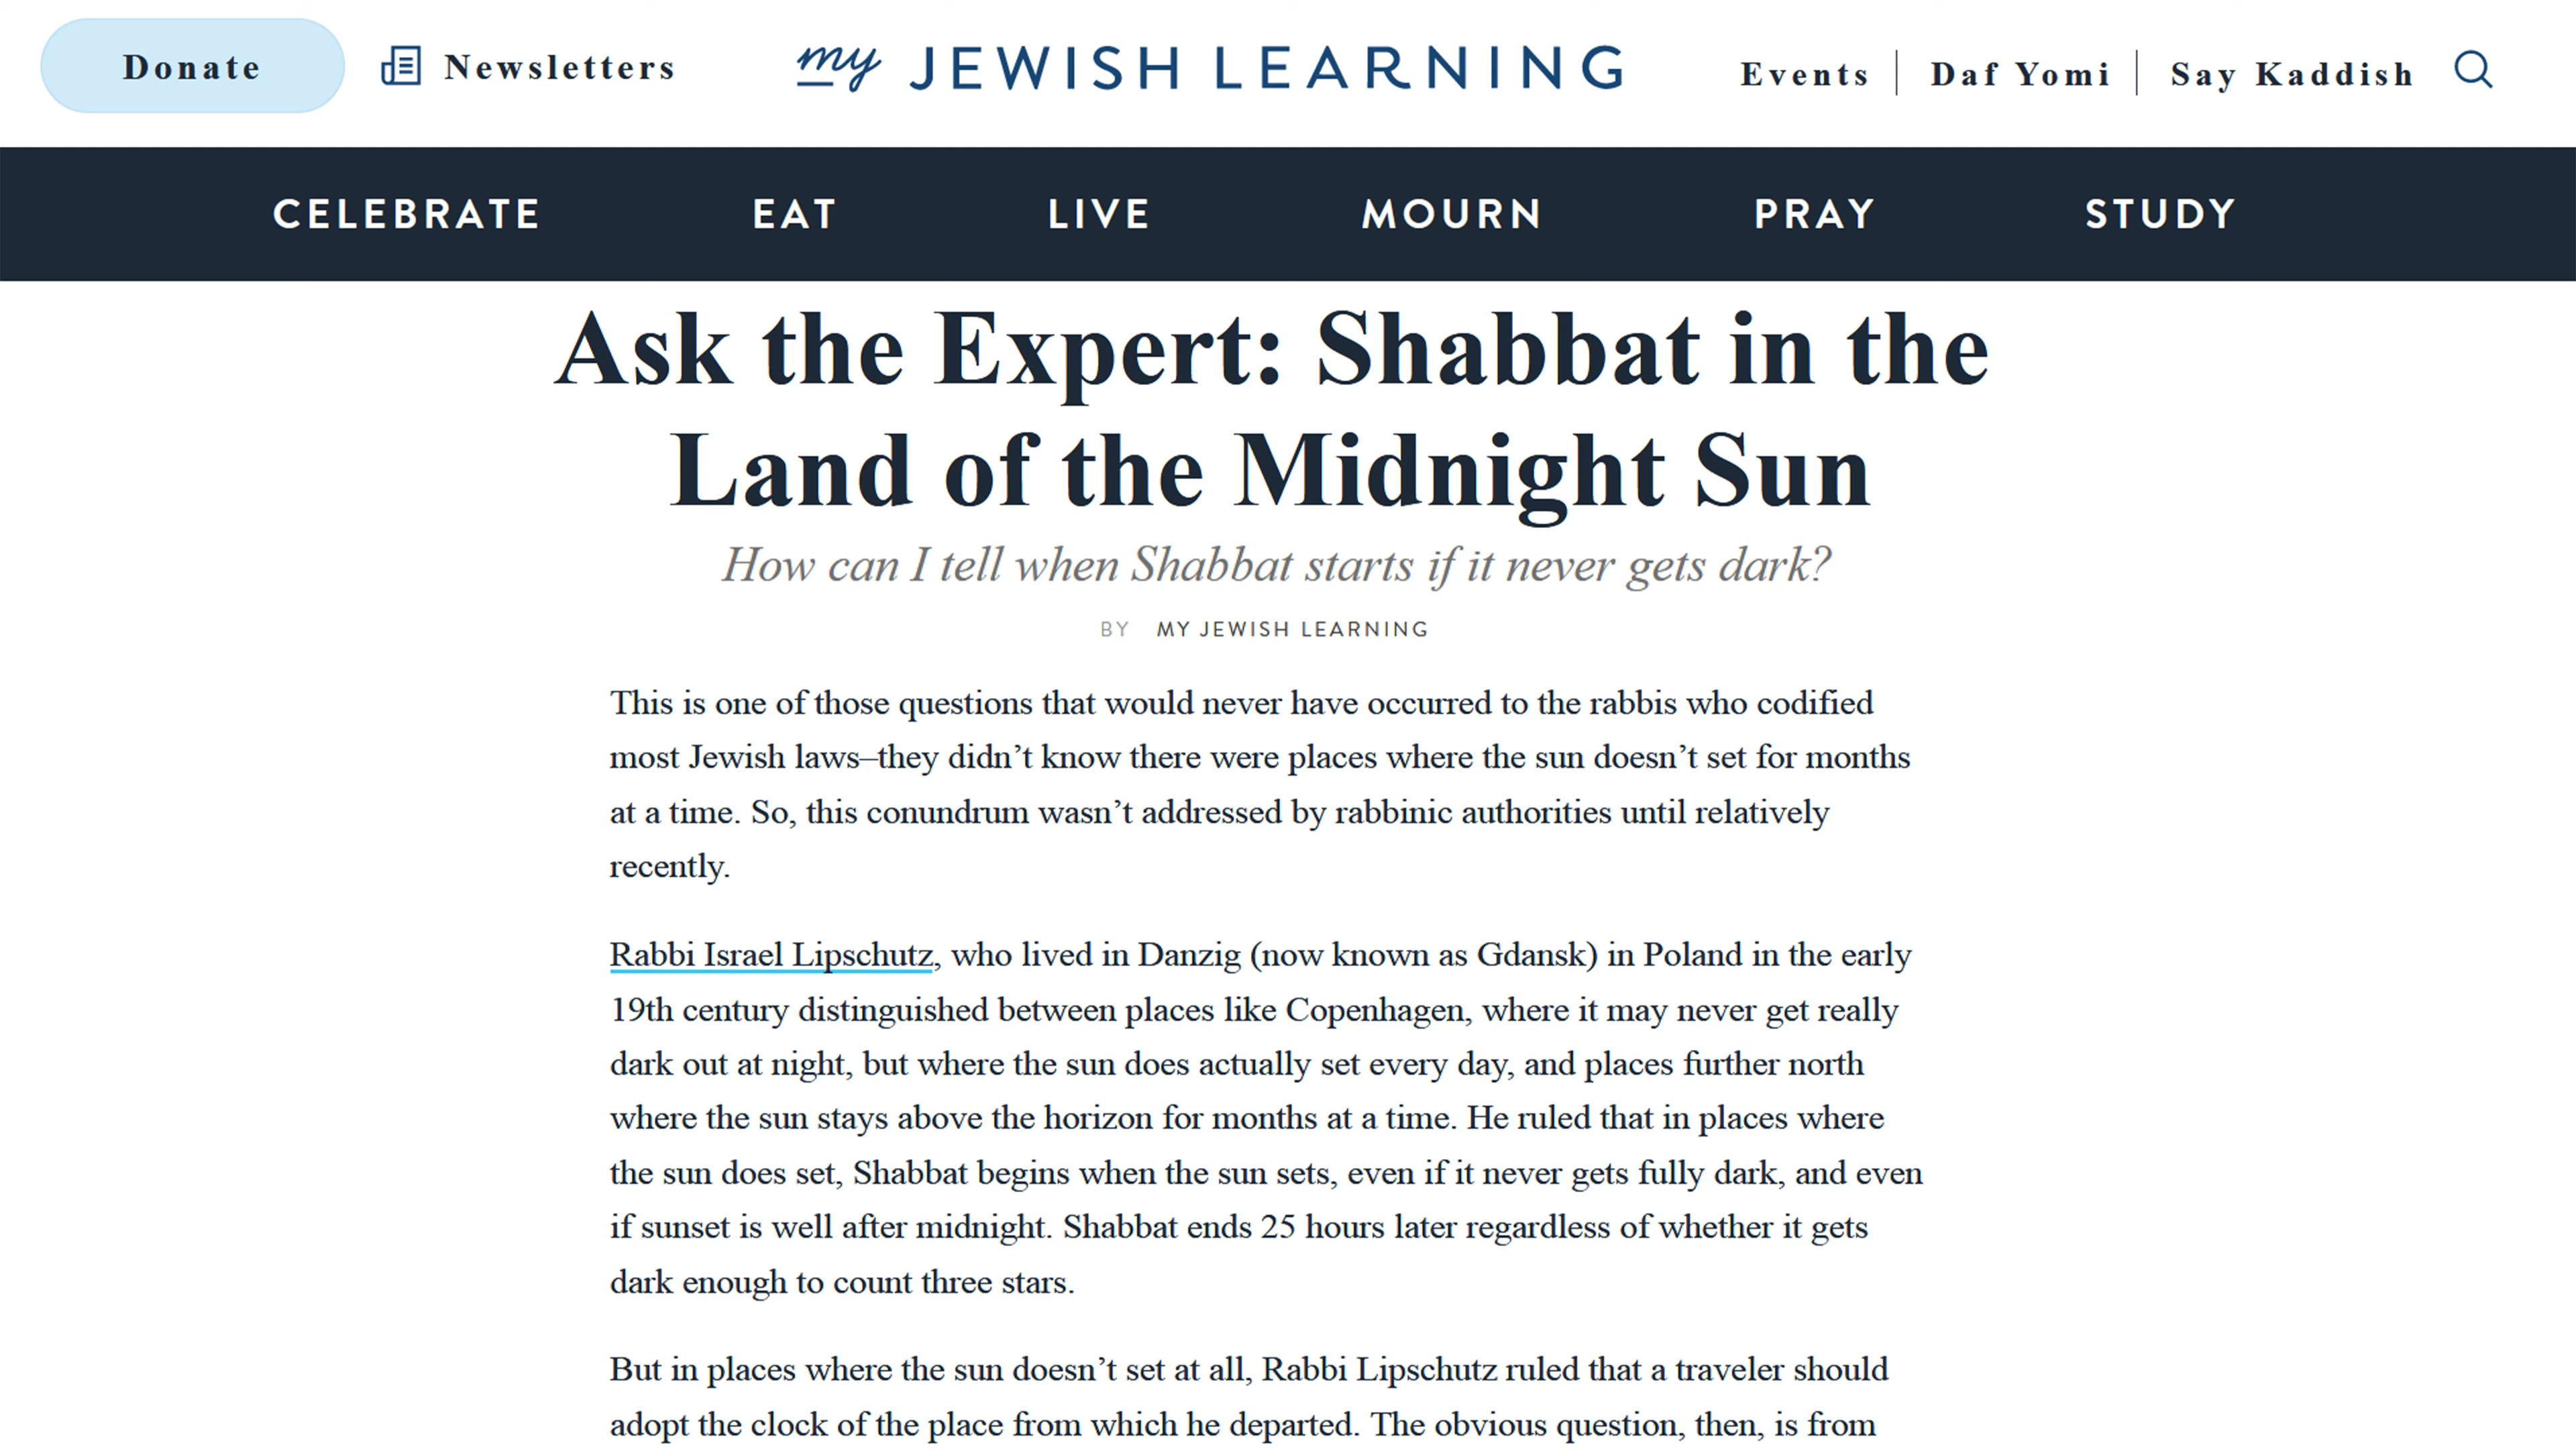 Donate
Newsletters
my JEWISH LEARNING
Events
Daf Yomi
Say Kaddish
CELEBRATE
EAT
LIVE
MOURN
PRAY
STUDY
Ask the Expert: Shabbat in the
Land of the Midnight Sun
How can I tell when Shabbat starts if it never gets dark?
BY MY JEWISH LEARNING
This is one of those questions that would never have occurred to the rabbis who codified
most Jewish laws–they didn’t know there were places where the sun doesn’t set for months
at a time. So, this conundrum wasn’t addressed by rabbinic authorities until relatively
recently.
Rabbi Israel Lipschutz, who lived in Danzig (now known as Gdansk) in Poland in the early
19th century distinguished between places like Copenhagen, where it may never get really
dark out at night, but where the sun does actually set every day, and places further north
where the sun stays above the horizon for months at a time. He ruled that in places where
the sun does set, Shabbat begins when the sun sets, even if it never gets fully dark, and even
if sunset is well after midnight. Shabbat ends 25 hours later regardless of whether it gets
dark enough to count three stars.
But in places where the sun doesn’t set at all, Rabbi Lipschutz ruled that a traveler should
adopt the clock of the place from which he departed. The obvious question, then, is from